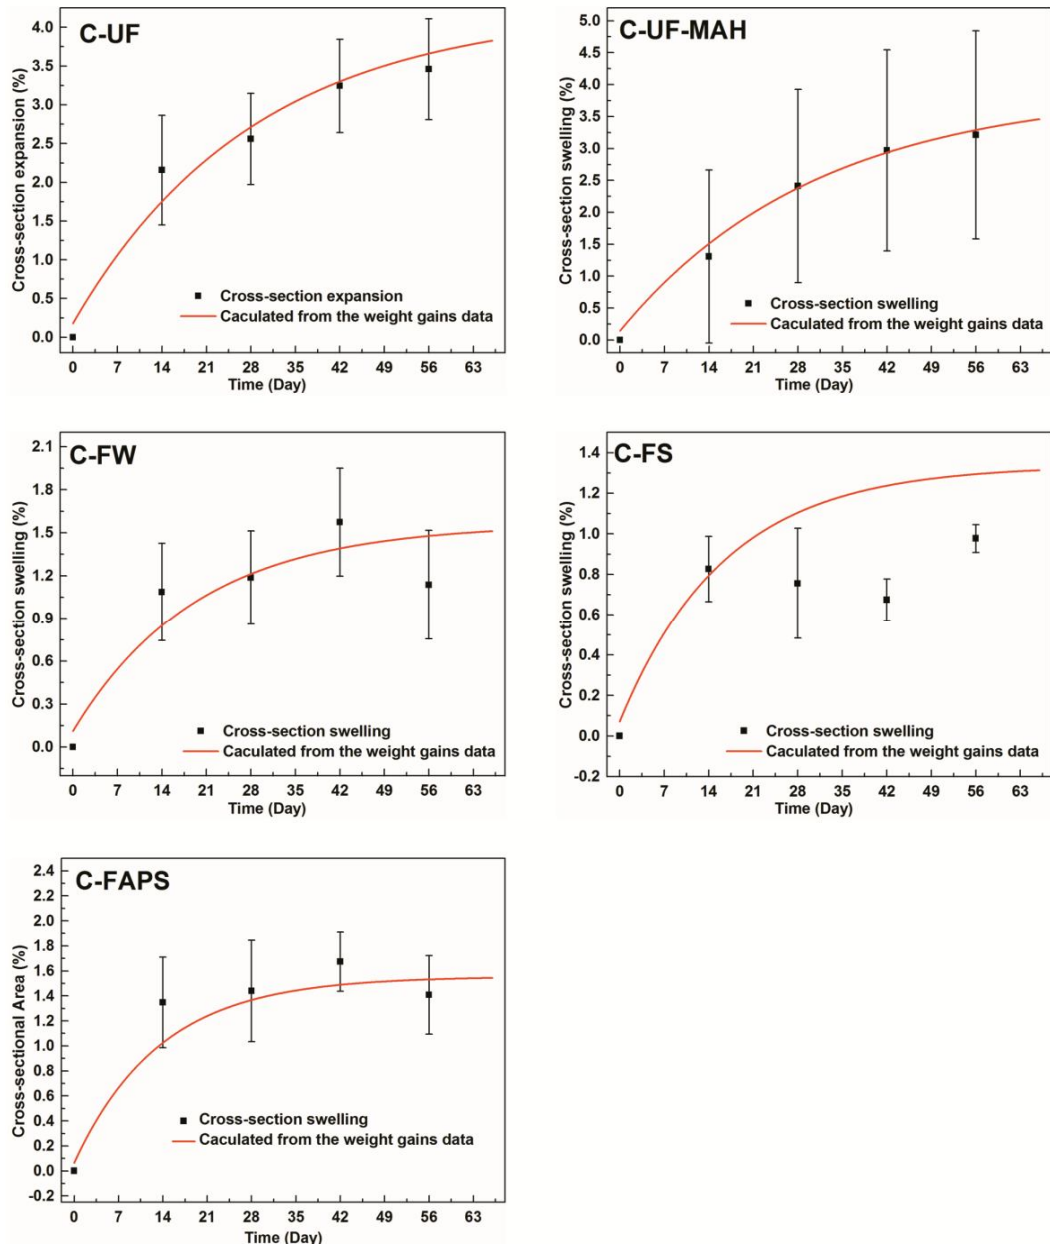 C-UF
Cross-section expansion (%)
4.0
3.5
3.0
2.5
2.0
1.5
1.0
0.5
0.0
Cross-section expansion
Caculated from the weight gains data
0 7 14 21 28 35 42 49 56 63
Time (Day)
C-UF-MAH
Cross-section swelling (%)
5.0
4.5
4.0
3.5
3.0
2.5
2.0
1.5
1.0
0.5
0.0
Cross-section swelling
Caculated from the weight gains data
0 7 14 21 28 35 42 49 56 63
Time (Day)
C-FW
Cross-section swelling (%)
2.1
1.8
1.5
1.2
0.9
0.6
0.3
0.0
Cross-section swelling
Caculated from the weight gains data
0 7 14 21 28 35 42 49 56 63
Time (Day)
C-FS
Cross-section swelling (%)
1.4
1.2
1.0
0.8
0.6
0.4
0.2
0.0
-0.2
Cross-section swelling
Caculated from the weight gains data
0 7 14 21 28 35 42 49 56 63
Time (Day)
C-FAPS
Cross-sectional Area (%)
2.4
2.2
2.0
1.8
1.6
1.4
1.2
1.0
0.8
0.6
0.4
0.2
0.0
-0.2
Cross-section swelling
Caculated from the weight gains data
0 7 14 21 28 35 42 49 56 63
Time (Day)